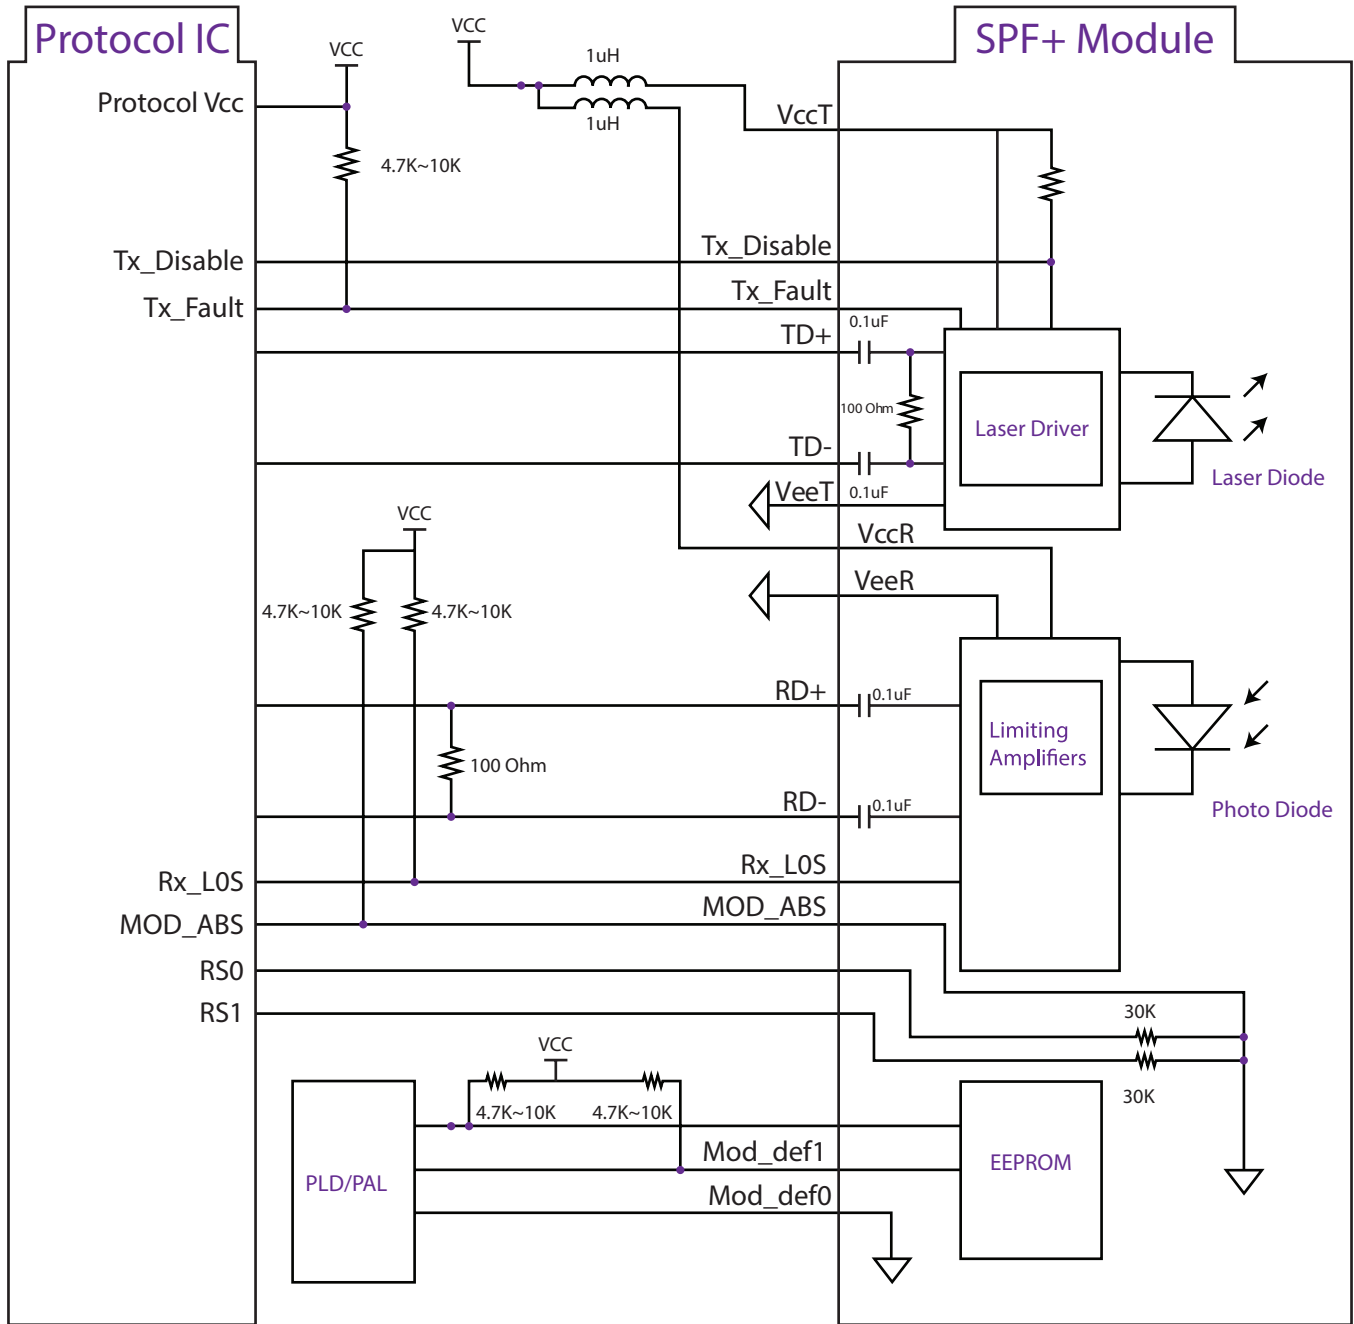 Protocol IC
SPF+ Module
VCC
VCC
1uH
1uH
Protocol Vcc
VccT
4.7K~10K
Tx_Disable
Tx_Disable
Tx_Fault
Tx_Fault
0.1uF
TD+
100 Ohm
Laser Driver
TD-
VeeT
0.1uF
Laser Diode
VCC
VccR
VeeR
4.7K~10K
4.7K~10K
RD+
0.1uF
Limiting
Amplifiers
100 Ohm
RD-
0.1uF
Photo Diode
Rx_L0S
Rx_L0S
MOD_ABS
MOD_ABS
RS0
RS1
30K
30K
VCC
4.7K~10K
4.7K~10K
Mod_def1
PLD/PAL
EEPROM
Mod_def0